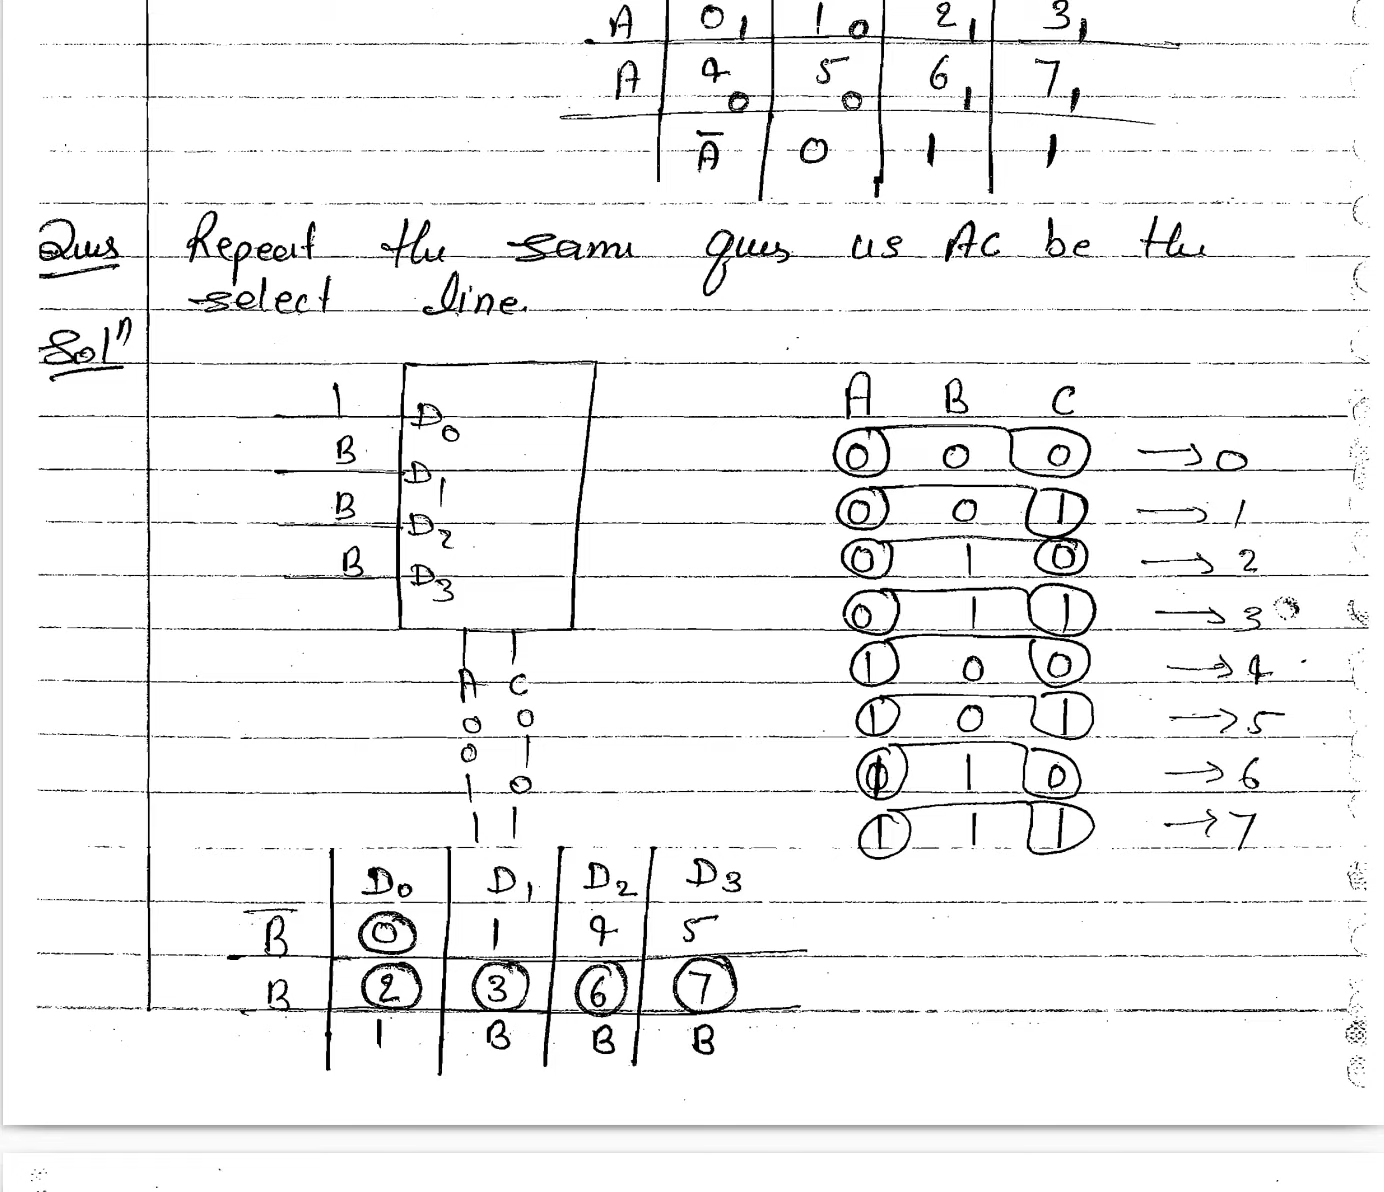 A 0, 1 1 0 2, 1 3, 1
A 4 0 5 0 6, 1 7, 1
A̅ 0 1 1
Ques Repeat the same ques as AC be the
select line.
Solⁿ
A B C
1 D₀
0 0 0 → 0
B D₁
0 0 1 → 1
B D₂
0 1 0 → 2
B D₃
0 1 1 → 3
1 0 0 → 4
A C
0 0
1 0 1 → 5
0 1
1 0
1 1 0 → 6
1 1
1 1 1 → 7
D₀ D₁ D₂ D₃
B̅ 0 1 4 5
B 2 3 6 7
1 B B B